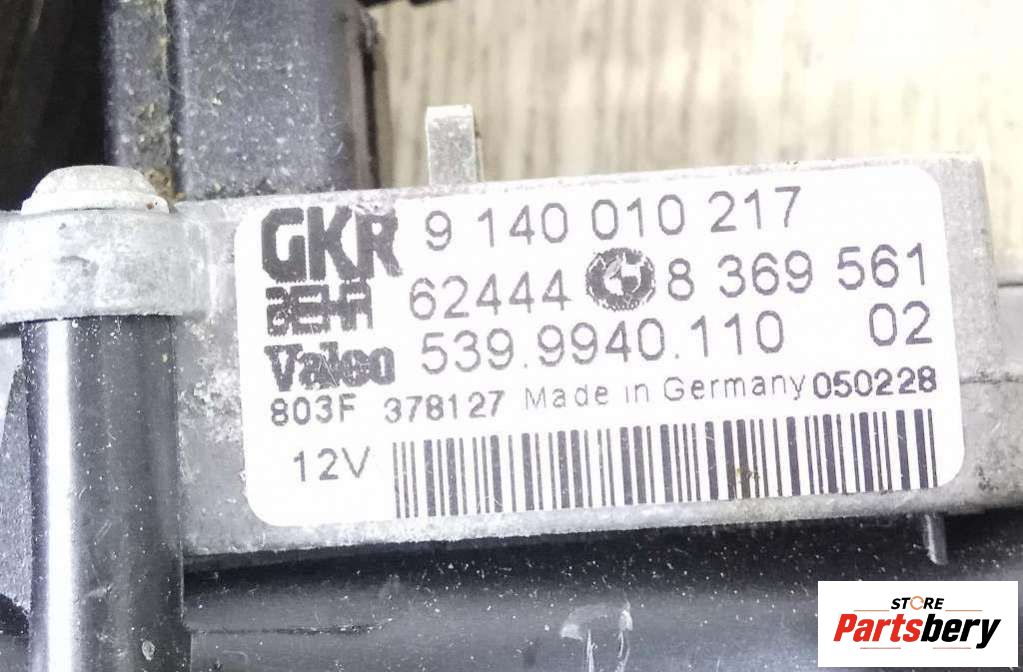 GKR 9 140 010 217
BEHR 62444 8 369 561
Valeo 539.9940.110 02
803F 378127 Made in Germany 050228
12V
STORE
Partsbery